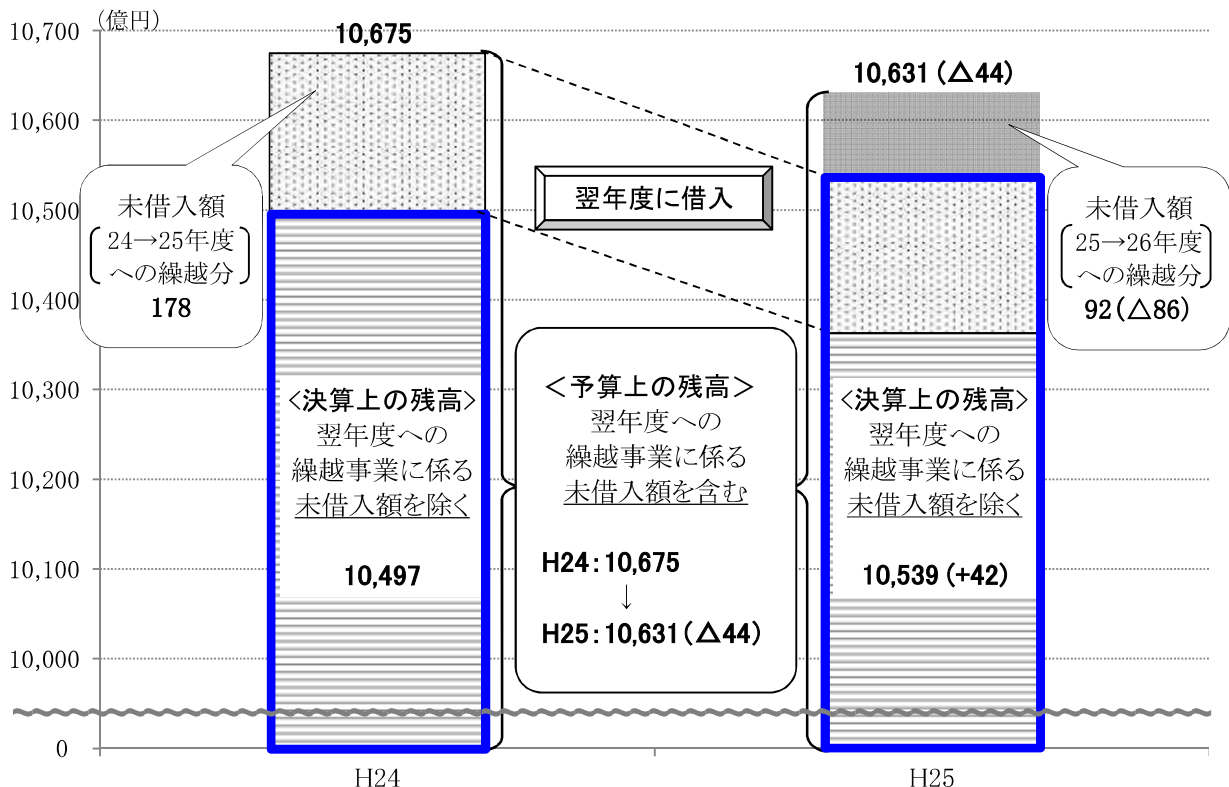 （億円）
10,700
10,600
10,500
10,400
10,300
10,200
10,100
10,000
0
10,675
未借入額
24→25年度
への繰越分
178
＜決算上の残高＞
翌年度への
繰越事業に係る
未借入額を除く
10,497
H24
翌年度に借入
＜予算上の残高＞
翌年度への
繰越事業に係る
未借入額を含む
H24：10,675
↓
H25：10,631（△44）
10,631（△44）
未借入額
25→26年度
への繰越分
92（△86）
＜決算上の残高＞
翌年度への
繰越事業に係る
未借入額を除く
10,539（+42）
H25